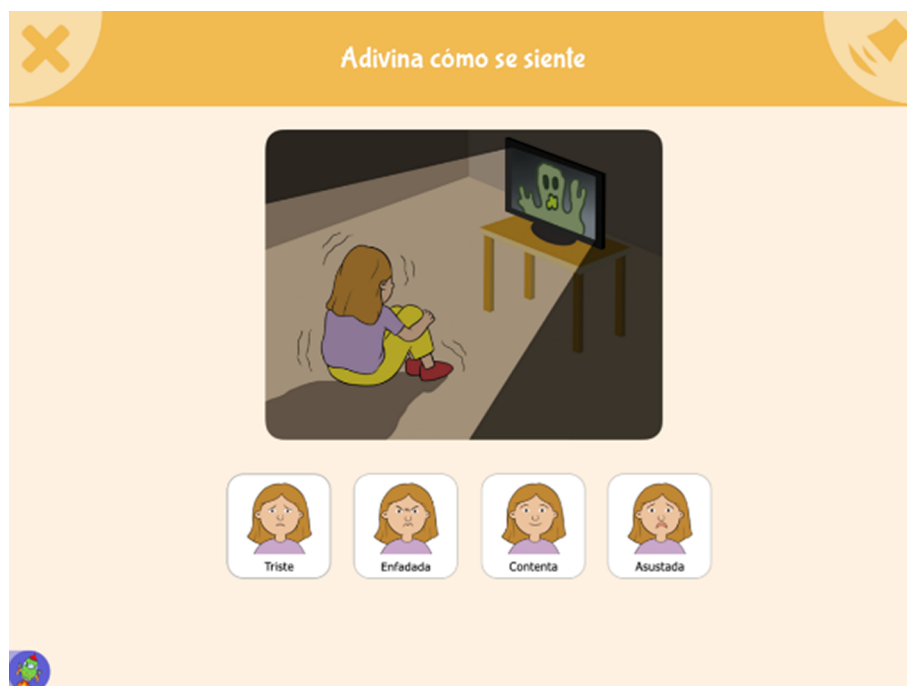 Adivina cómo se siente
Triste
Enfadada
Contenta
Asustada